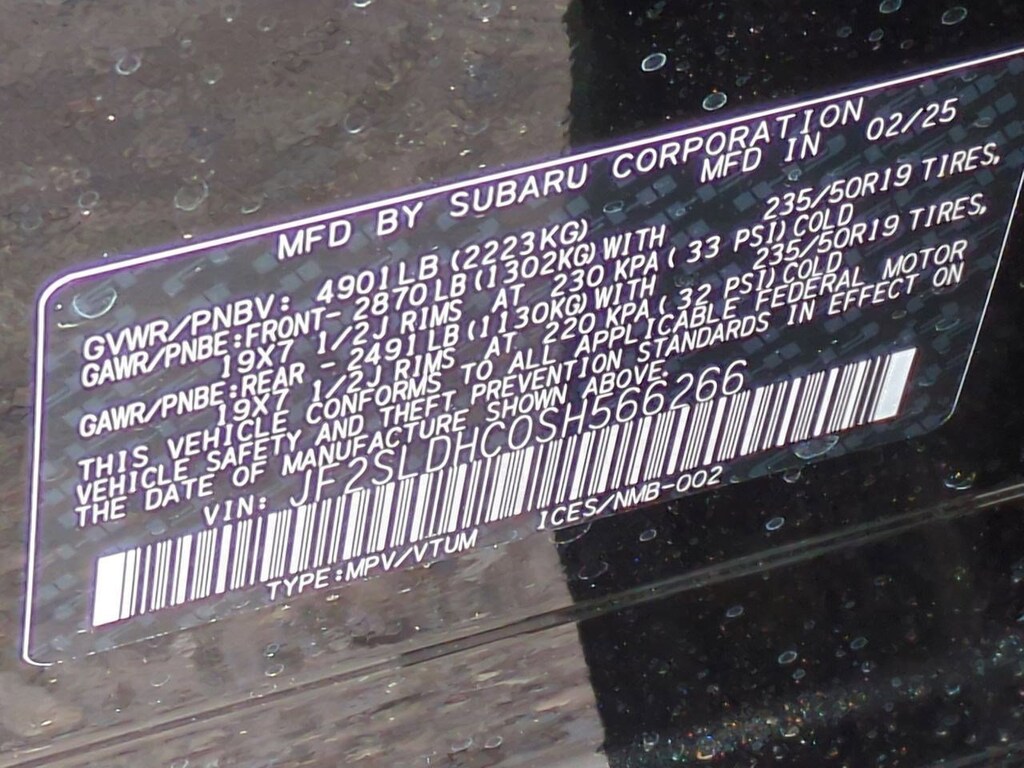 MFD BY SUBARU CORPORATION
MFD IN 02/25
GVWR/PNBV: 4901LB (2223KG)
GAWR/PNBE:FRONT- 2870LB(1302KG)WITH 235/50R19 TIRES,
19X7 1/2J RIMS AT 230 KPA( 33 PSI)COLD
GAWR/PNBE:REAR - 2491LB(1130KG)WITH 235/50R19 TIRES,
19X7 1/2J RIMS AT 220 KPA( 32 PSI)COLD
THIS VEHICLE CONFORMS TO ALL APPLICABLE FEDERAL MOTOR
VEHICLE SAFETY AND THEFT PREVENTION STANDARDS IN EFFECT ON
THE DATE OF MANUFACTURE SHOWN ABOVE.
VIN: JF2SLDHC0SH566266
TYPE:MPV/VTUM ICES/NMB-002